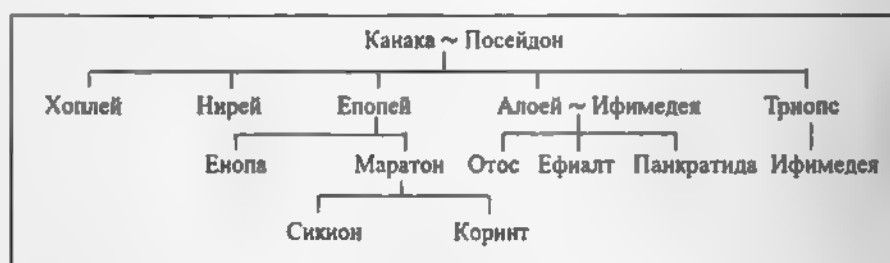 Канака ~ Посейдон
Хоплей Нирей Епопей Алоей ~ Ифимедея Триопс
Енопа Маратон Отос Ефиалт Панкратида Ифимедея
Сикион Коринт